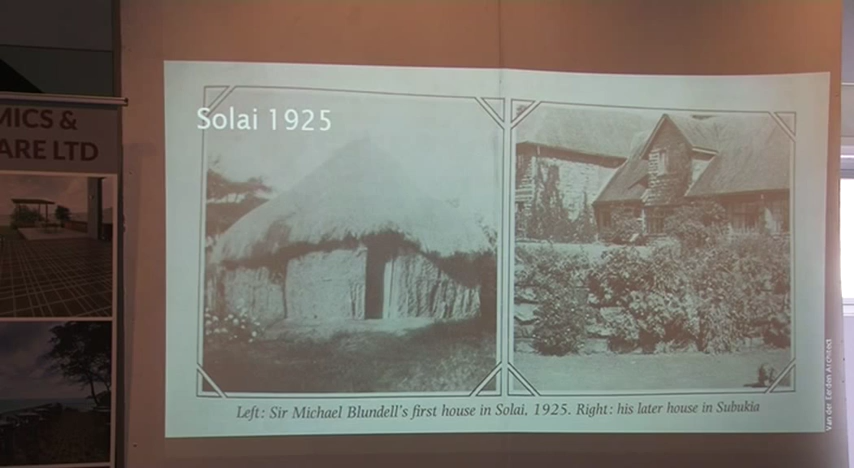 MICS &
ARE LTD
Solai 1925
Left: Sir Michael Blundell's first house in Solai, 1925. Right: his later house in Subukia
Van der Eerden Architect